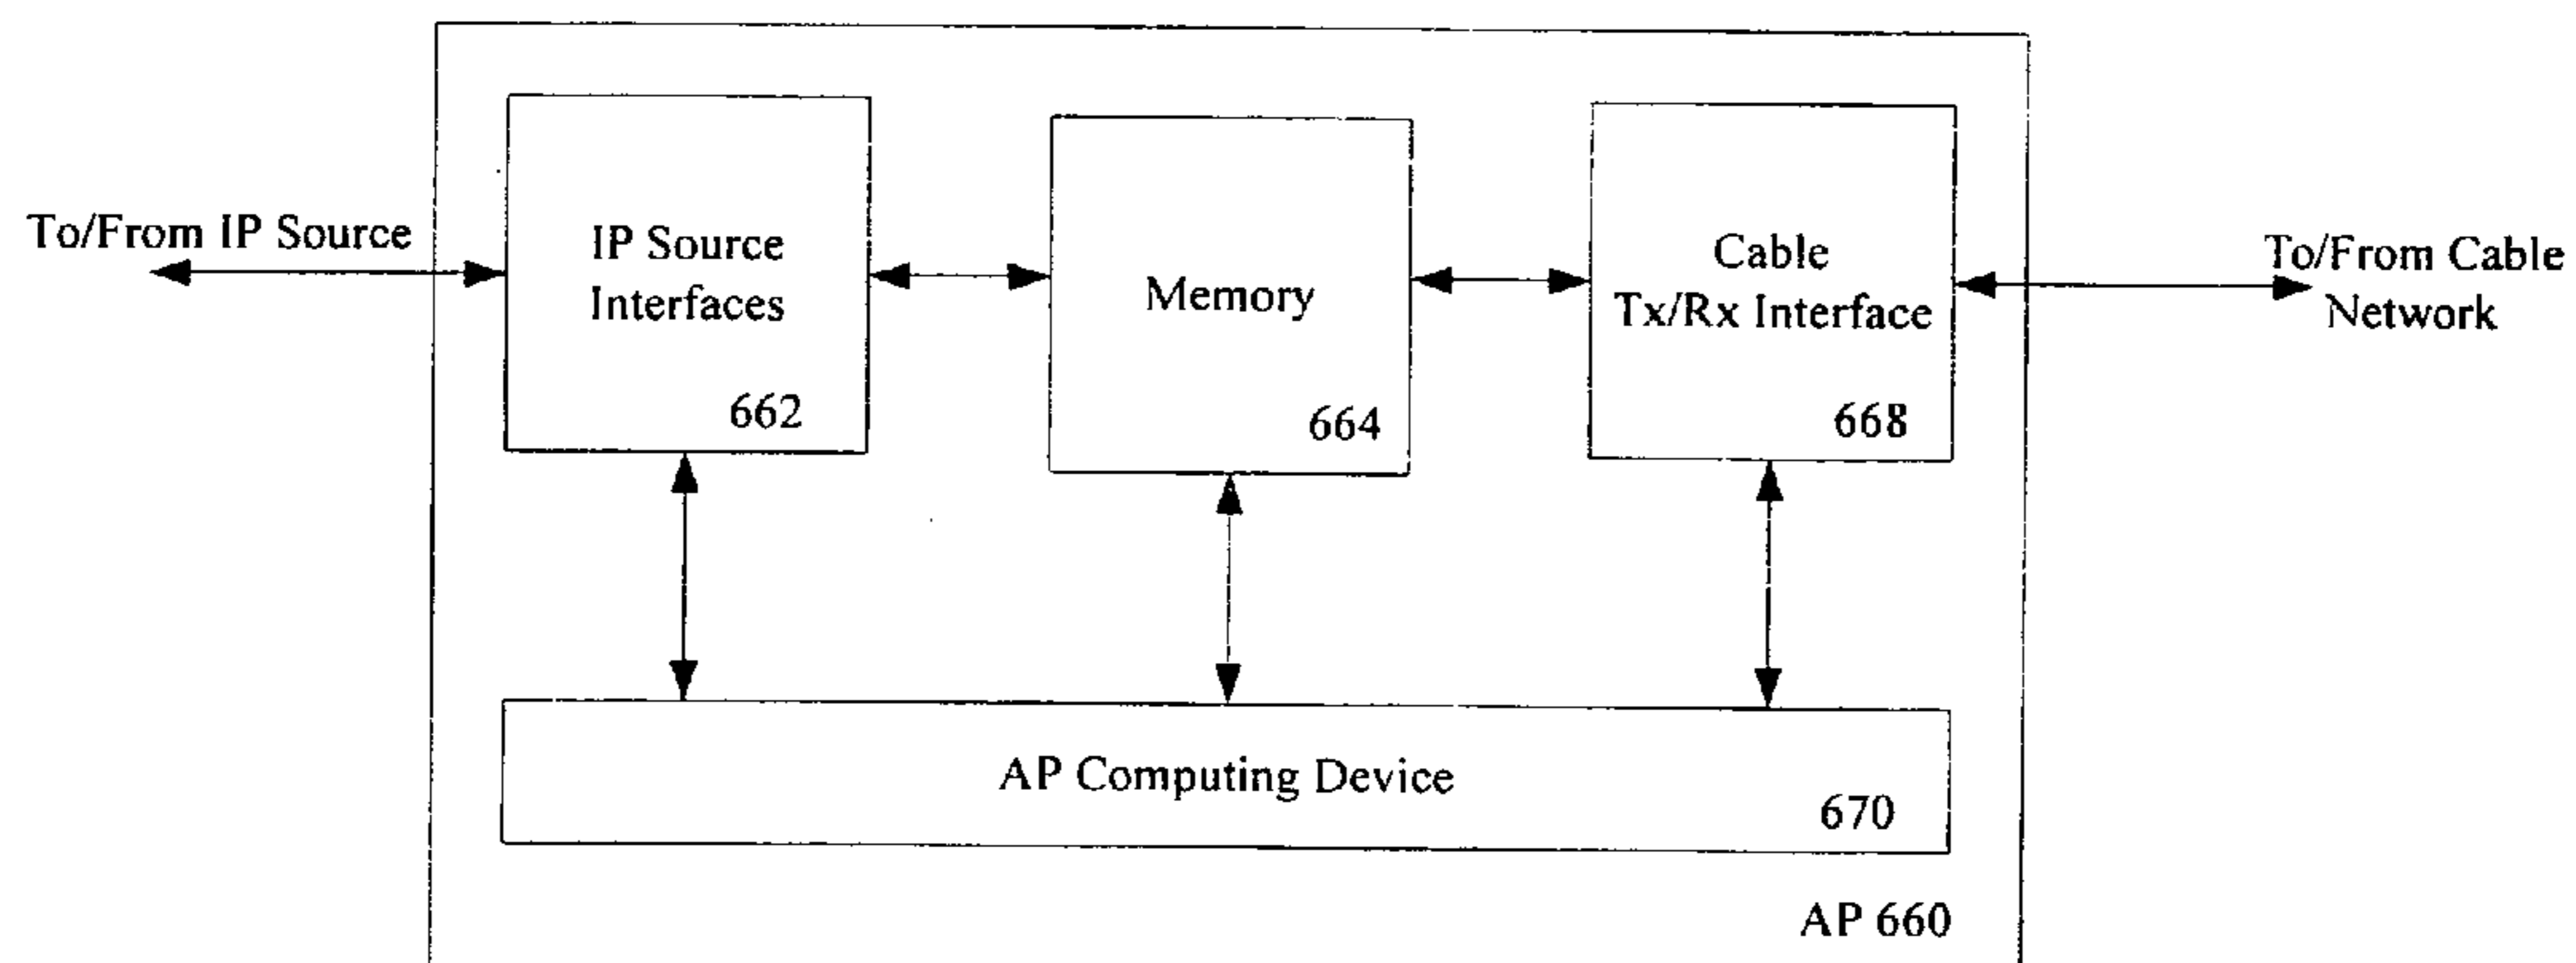 To/From IP Source
IP Source
Interfaces
662
Memory
664
Cable
Tx/Rx Interface
668
To/From Cable
Network
AP Computing Device
670
AP 660